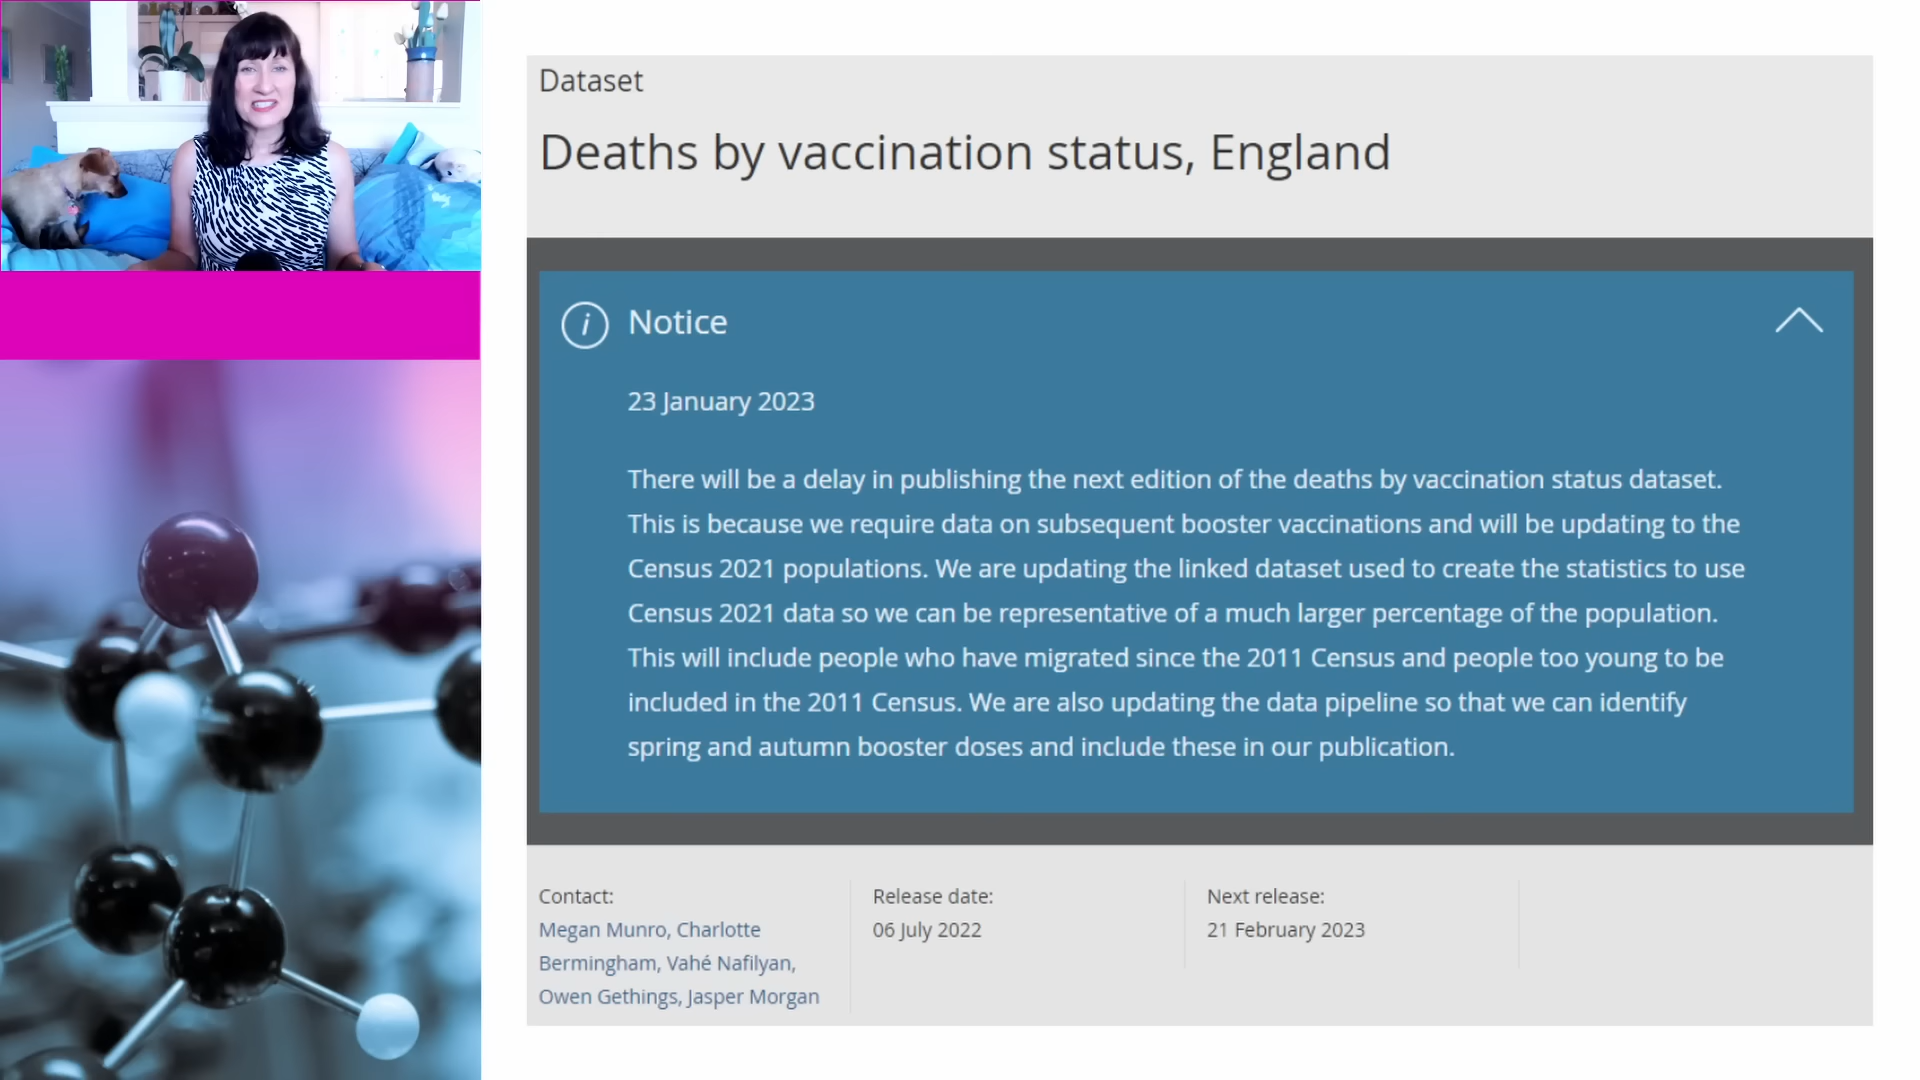 Dataset
Deaths by vaccination status, England
i Notice
23 January 2023
There will be a delay in publishing the next edition of the deaths by vaccination status dataset.
This is because we require data on subsequent booster vaccinations and will be updating to the
Census 2021 populations. We are updating the linked dataset used to create the statistics to use
Census 2021 data so we can be representative of a much larger percentage of the population.
This will include people who have migrated since the 2011 Census and people too young to be
included in the 2011 Census. We are also updating the data pipeline so that we can identify
spring and autumn booster doses and include these in our publication.
Contact:
Megan Munro, Charlotte
Bermingham, Vahé Nafilyan,
Owen Gethings, Jasper Morgan
Release date:
06 July 2022
Next release:
21 February 2023